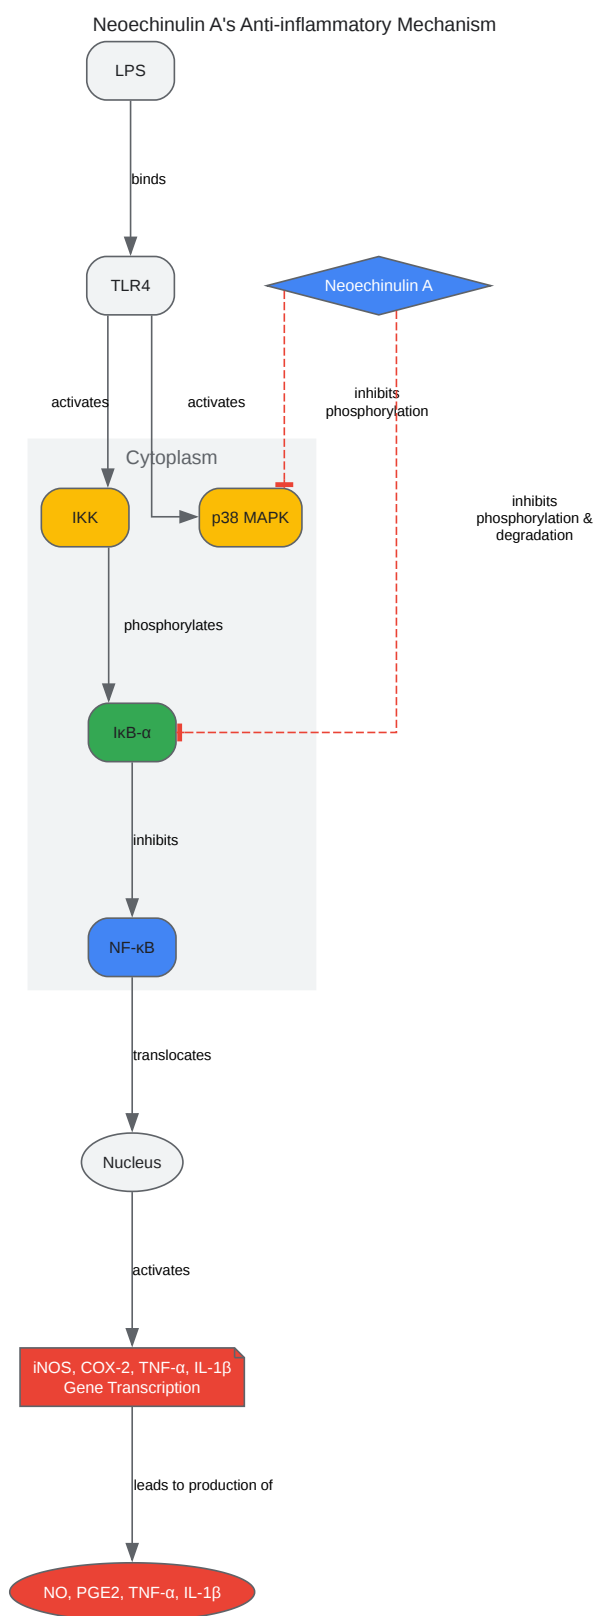 Neoechinulin A's Anti-inflammatory Mechanism
LPS
binds
TLR4
Neoechinulin A
activates
activates
inhibits
phosphorylation
Cytoplasm
inhibits
phosphorylation &
degradation
IKK
p38 MAPK
phosphorylates
IκB-α
inhibits
NF-κB
translocates
Nucleus
activates
iNOS, COX-2, TNF-α, IL-1β
Gene Transcription
leads to production of
NO, PGE2, TNF-α, IL-1β